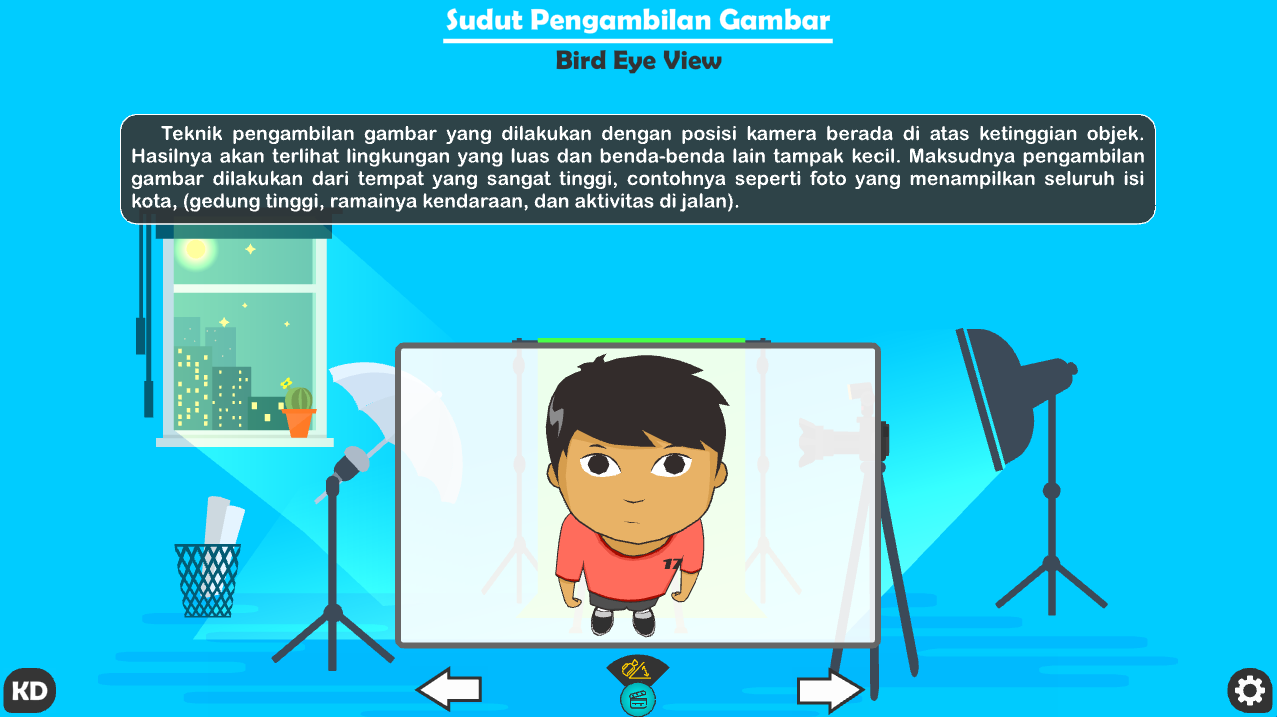 Sudut Pengambilan Gambar
Bird Eye View
Teknik pengambilan gambar yang dilakukan dengan posisi kamera berada di atas ketinggian objek.
Hasilnya akan terlihat lingkungan yang luas dan benda-benda lain tampak kecil. Maksudnya pengambilan
gambar dilakukan dari tempat yang sangat tinggi, contohnya seperti foto yang menampilkan seluruh isi
kota, (gedung tinggi, ramainya kendaraan, dan aktivitas di jalan).
17
KD